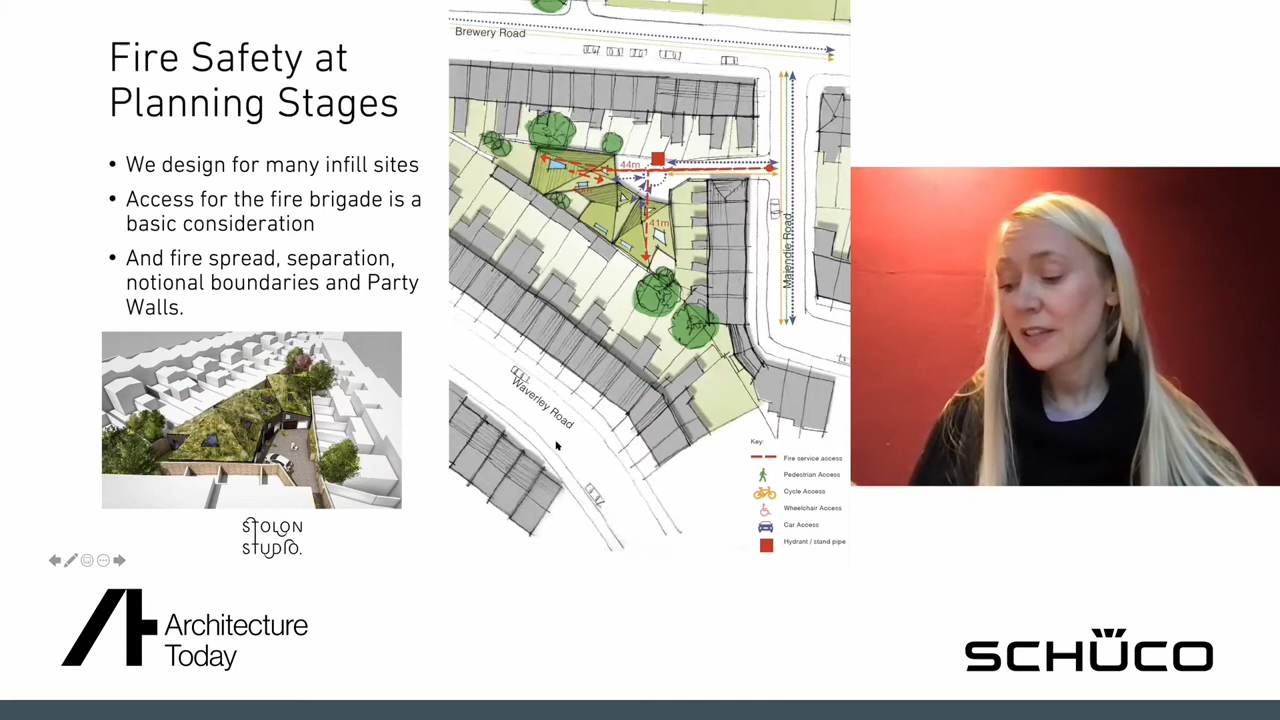 Fire Safety at
Planning Stages
• We design for many infill sites
• Access for the fire brigade is a
basic consideration
• And fire spread, separation,
notional boundaries and Party
Walls.
STOLON
STUDIO.
Brewery Road
44m
41m
Majendie Road
Waverley Road
Key:
Fire service access
Pedestrian Access
Cycle Access
Wheelchair Access
Car Access
Hydrant / stand pipe
Architecture
Today
SCHÜCO